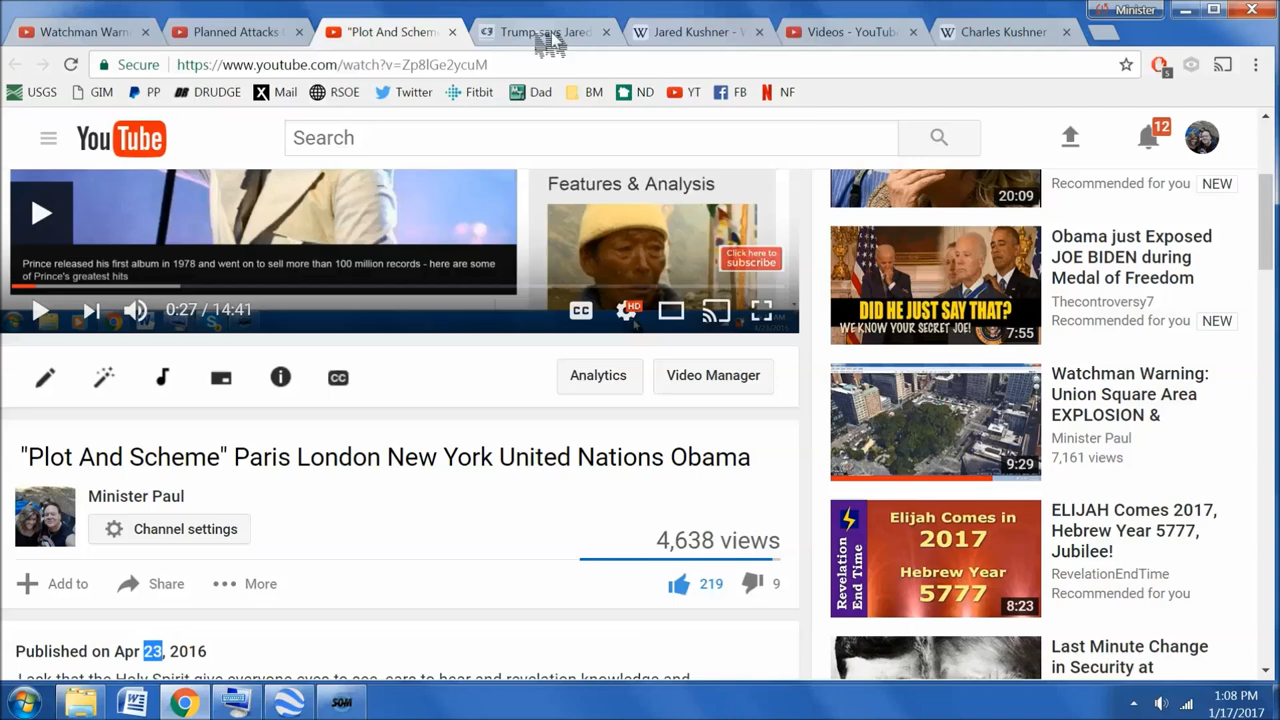 Minister
Watchman Warn
Planned Attacks
"Plot And Scheme
Trump says Jared
Jared Kushner -
Videos - YouTube
Charles Kushner
Secure
https://www.youtube.com/watch?v=Zp8lGe2ycuM
5
USGS
GIM
PP
DRUDGE
Mail
RSOE
Twitter
Fitbit
Dad
BM
ND
YT
FB
NF
YouTube
Search
12
Features & Analysis
Click here to
subscribe
Prince released his first album in 1978 and went on to sell more than 100 million records - here are some
of Prince's greatest hits
0:27 / 14:41
CC
HD
CC
Analytics
Video Manager
"Plot And Scheme" Paris London New York United Nations Obama
Minister Paul
Channel settings
4,638 views
Add to
Share
More
219
9
Published on Apr 23, 2016
20:09
Recommended for you
NEW
DID HE JUST SAY THAT?
WE KNOW YOUR SECRET JOE!
7:55
Obama just Exposed
JOE BIDEN during
Medal of Freedom
Thecontroversy7
Recommended for you
NEW
9:29
Watchman Warning:
Union Square Area
EXPLOSION &
Minister Paul
7,161 views
Revelation
End Time
Elijah Comes in
2017
Hebrew Year
5777
8:23
ELIJAH Comes 2017,
Hebrew Year 5777,
Jubilee!
RevelationEndTime
Recommended for you
Last Minute Change
in Security at
SOM
1:08 PM
1/17/2017